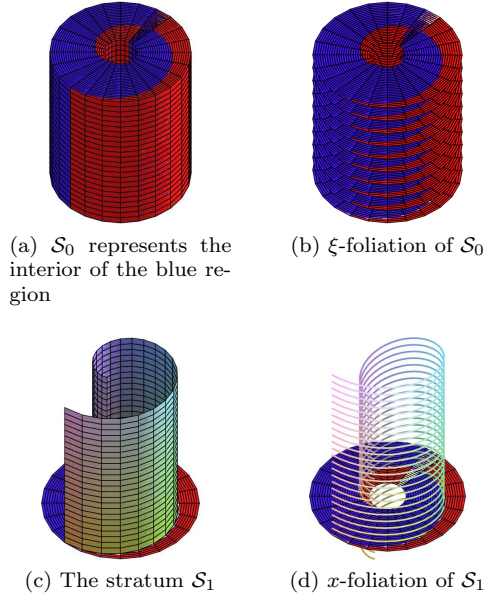 (a) 𝒮₀ represents the
interior of the blue re-
gion
(b) ξ-foliation of 𝒮₀
(c) The stratum 𝒮₁
(d) x-foliation of 𝒮₁